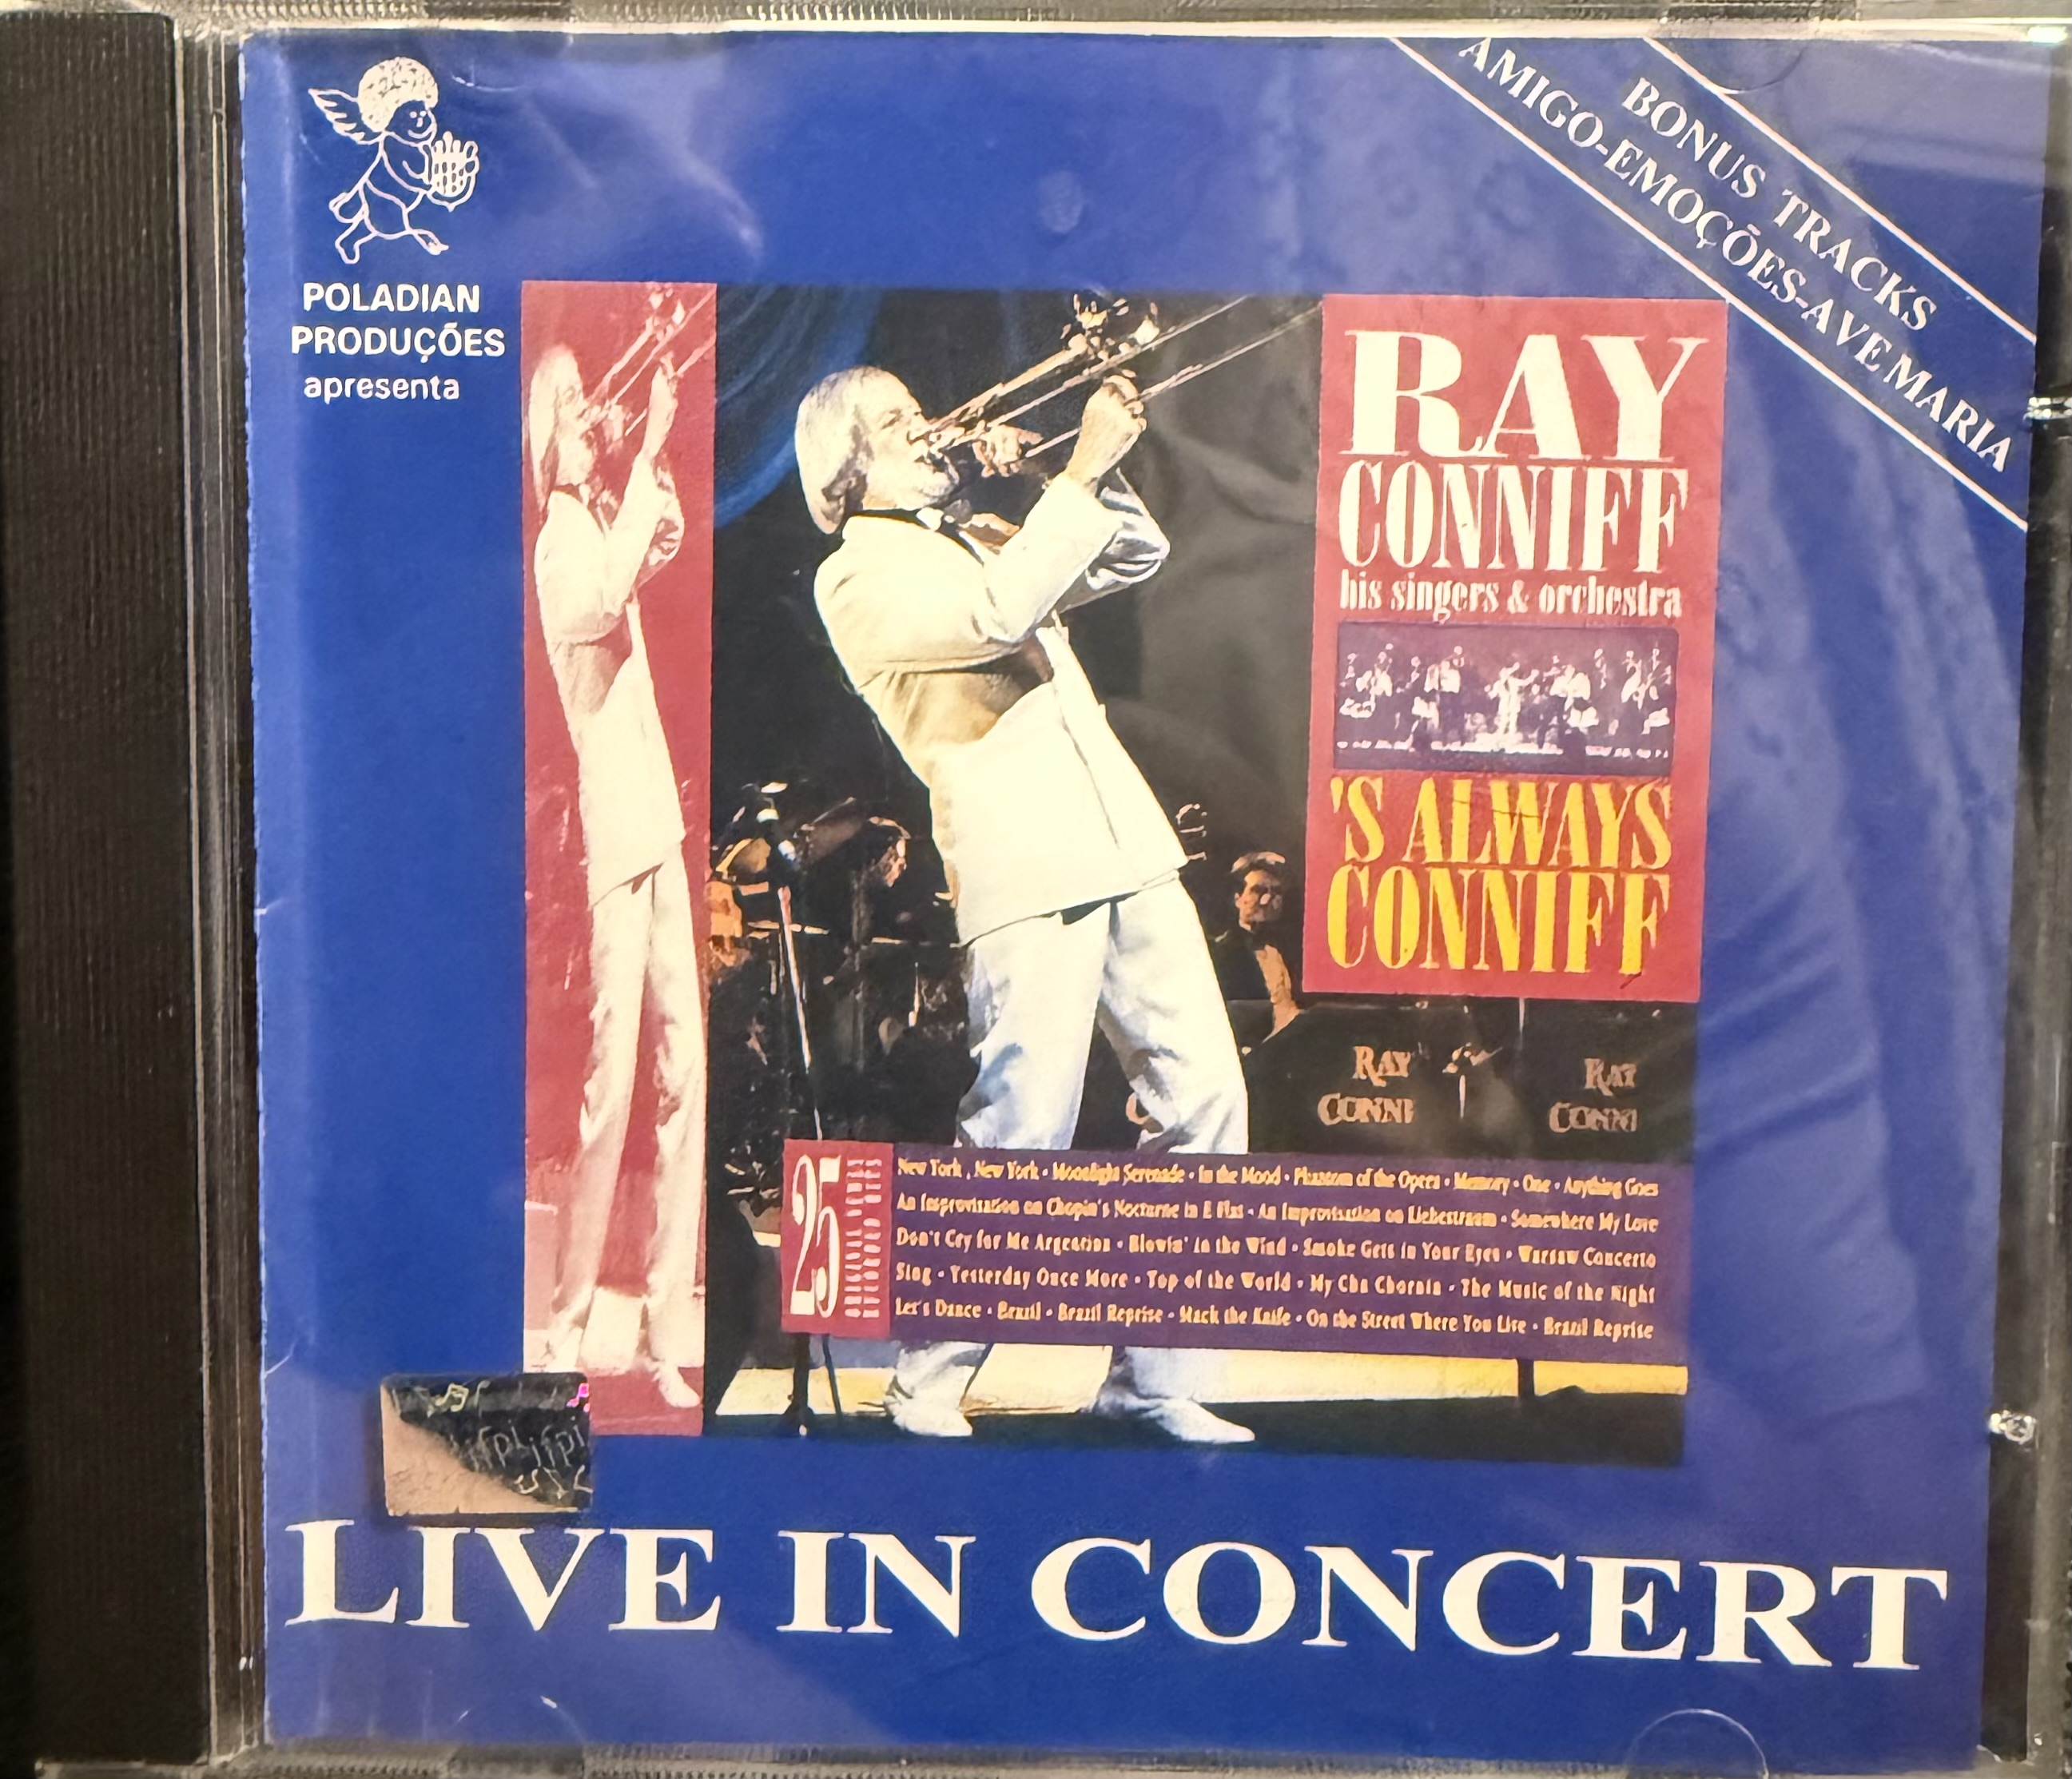 POLADIAN
PRODUÇÕES
apresenta
BONUS TRACKS
AMIGO-EMOÇÕES-AVE MARIA
RAY
CONNIFF
his singers & orchestra
'S ALWAYS
CONNIFF
RAY
CONNI
RAY
CONNI
25
New York, New York • Moonlight Serenade • In the Mood • Phantom of the Opera • Memory • One • Anything Goes
An Improvisation on Chopin's Nocturne in E Flat • An Improvisation on Liebestraum • Somewhere My Love
Don't Cry for Me Argentina • Blowin' in the Wind • Smoke Gets in Your Eyes • Warsaw Concerto
Sing • Yesterday Once More • Top of the World • My Cha Chornia • The Music of the Night
Let's Dance • Brazil • Brazil Reprise • Mack the Knife • On the Street Where You Live • Brazil Reprise
LIVE IN CONCERT